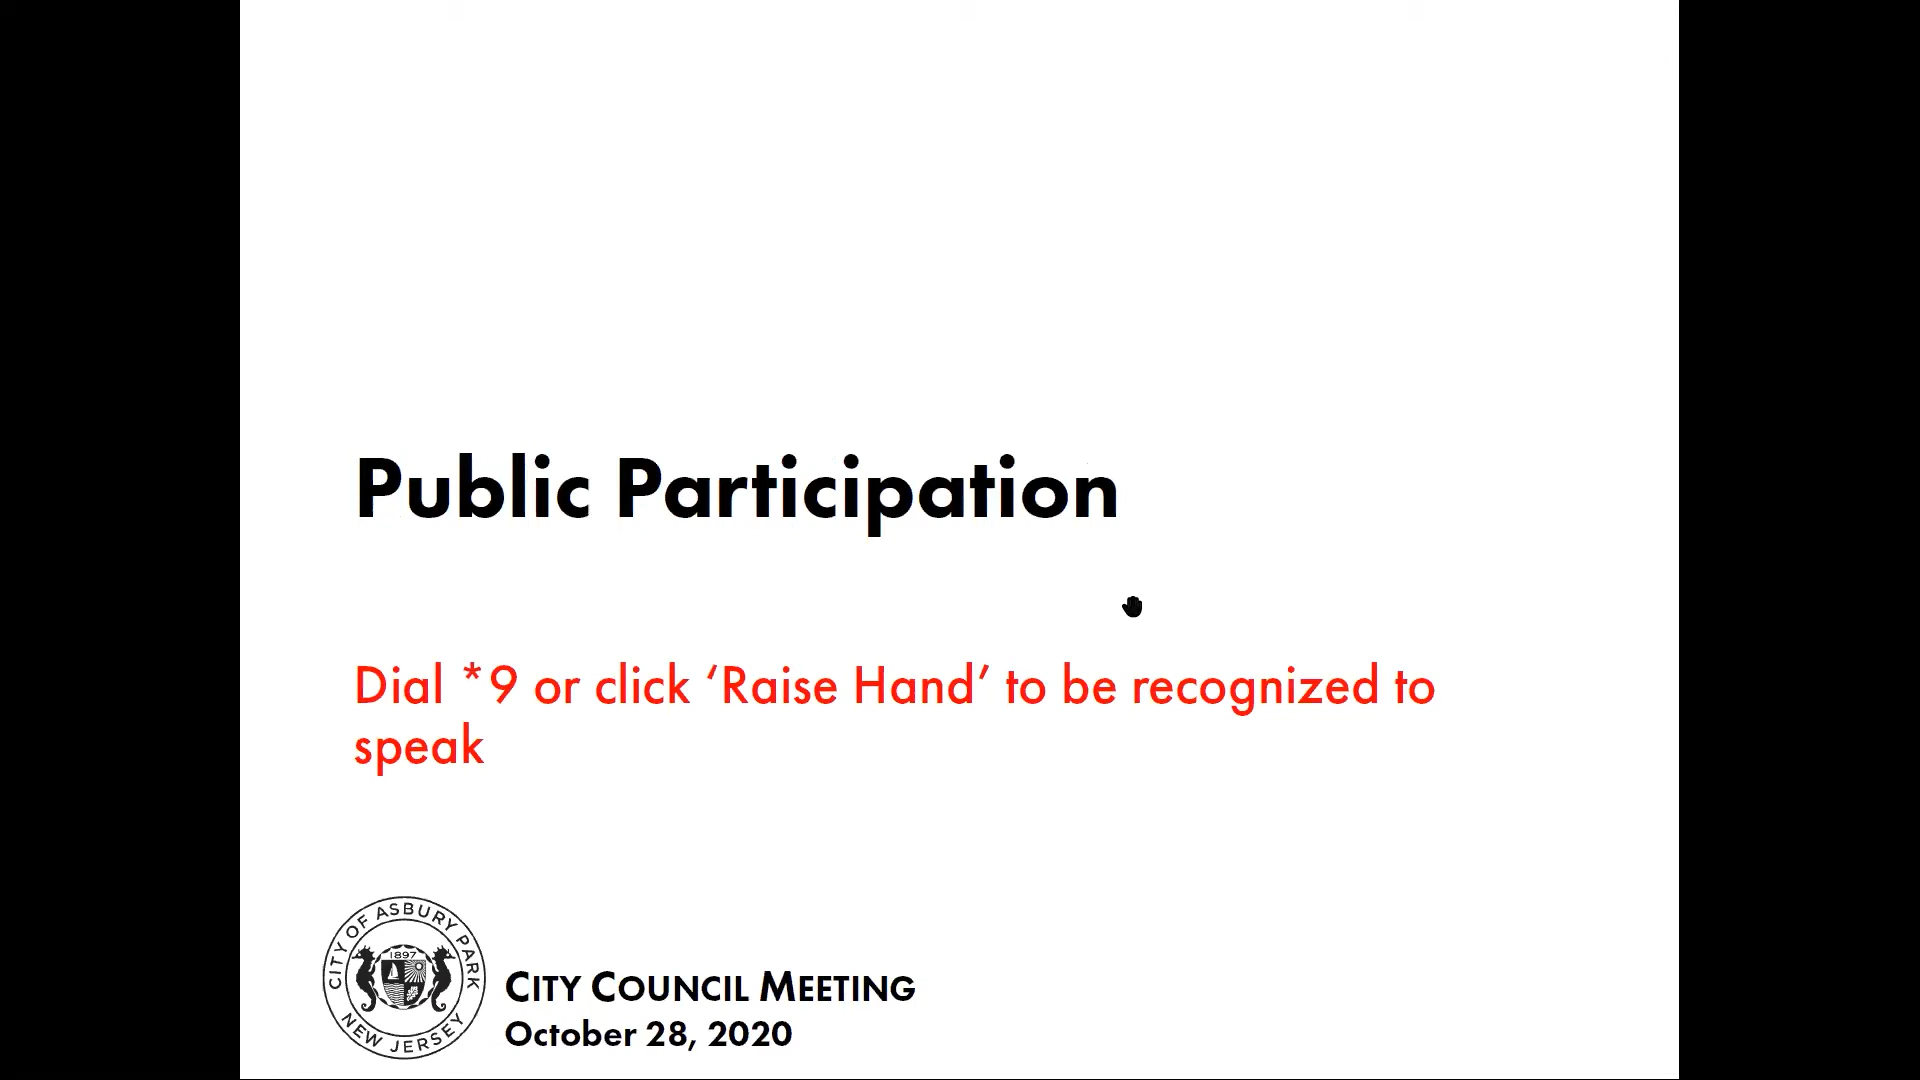 Public Participation
Dial *9 or click ‘Raise Hand’ to be recognized to
speak
CITY OF ASBURY PARK
1897
NEW JERSEY
CITY COUNCIL MEETING
October 28, 2020